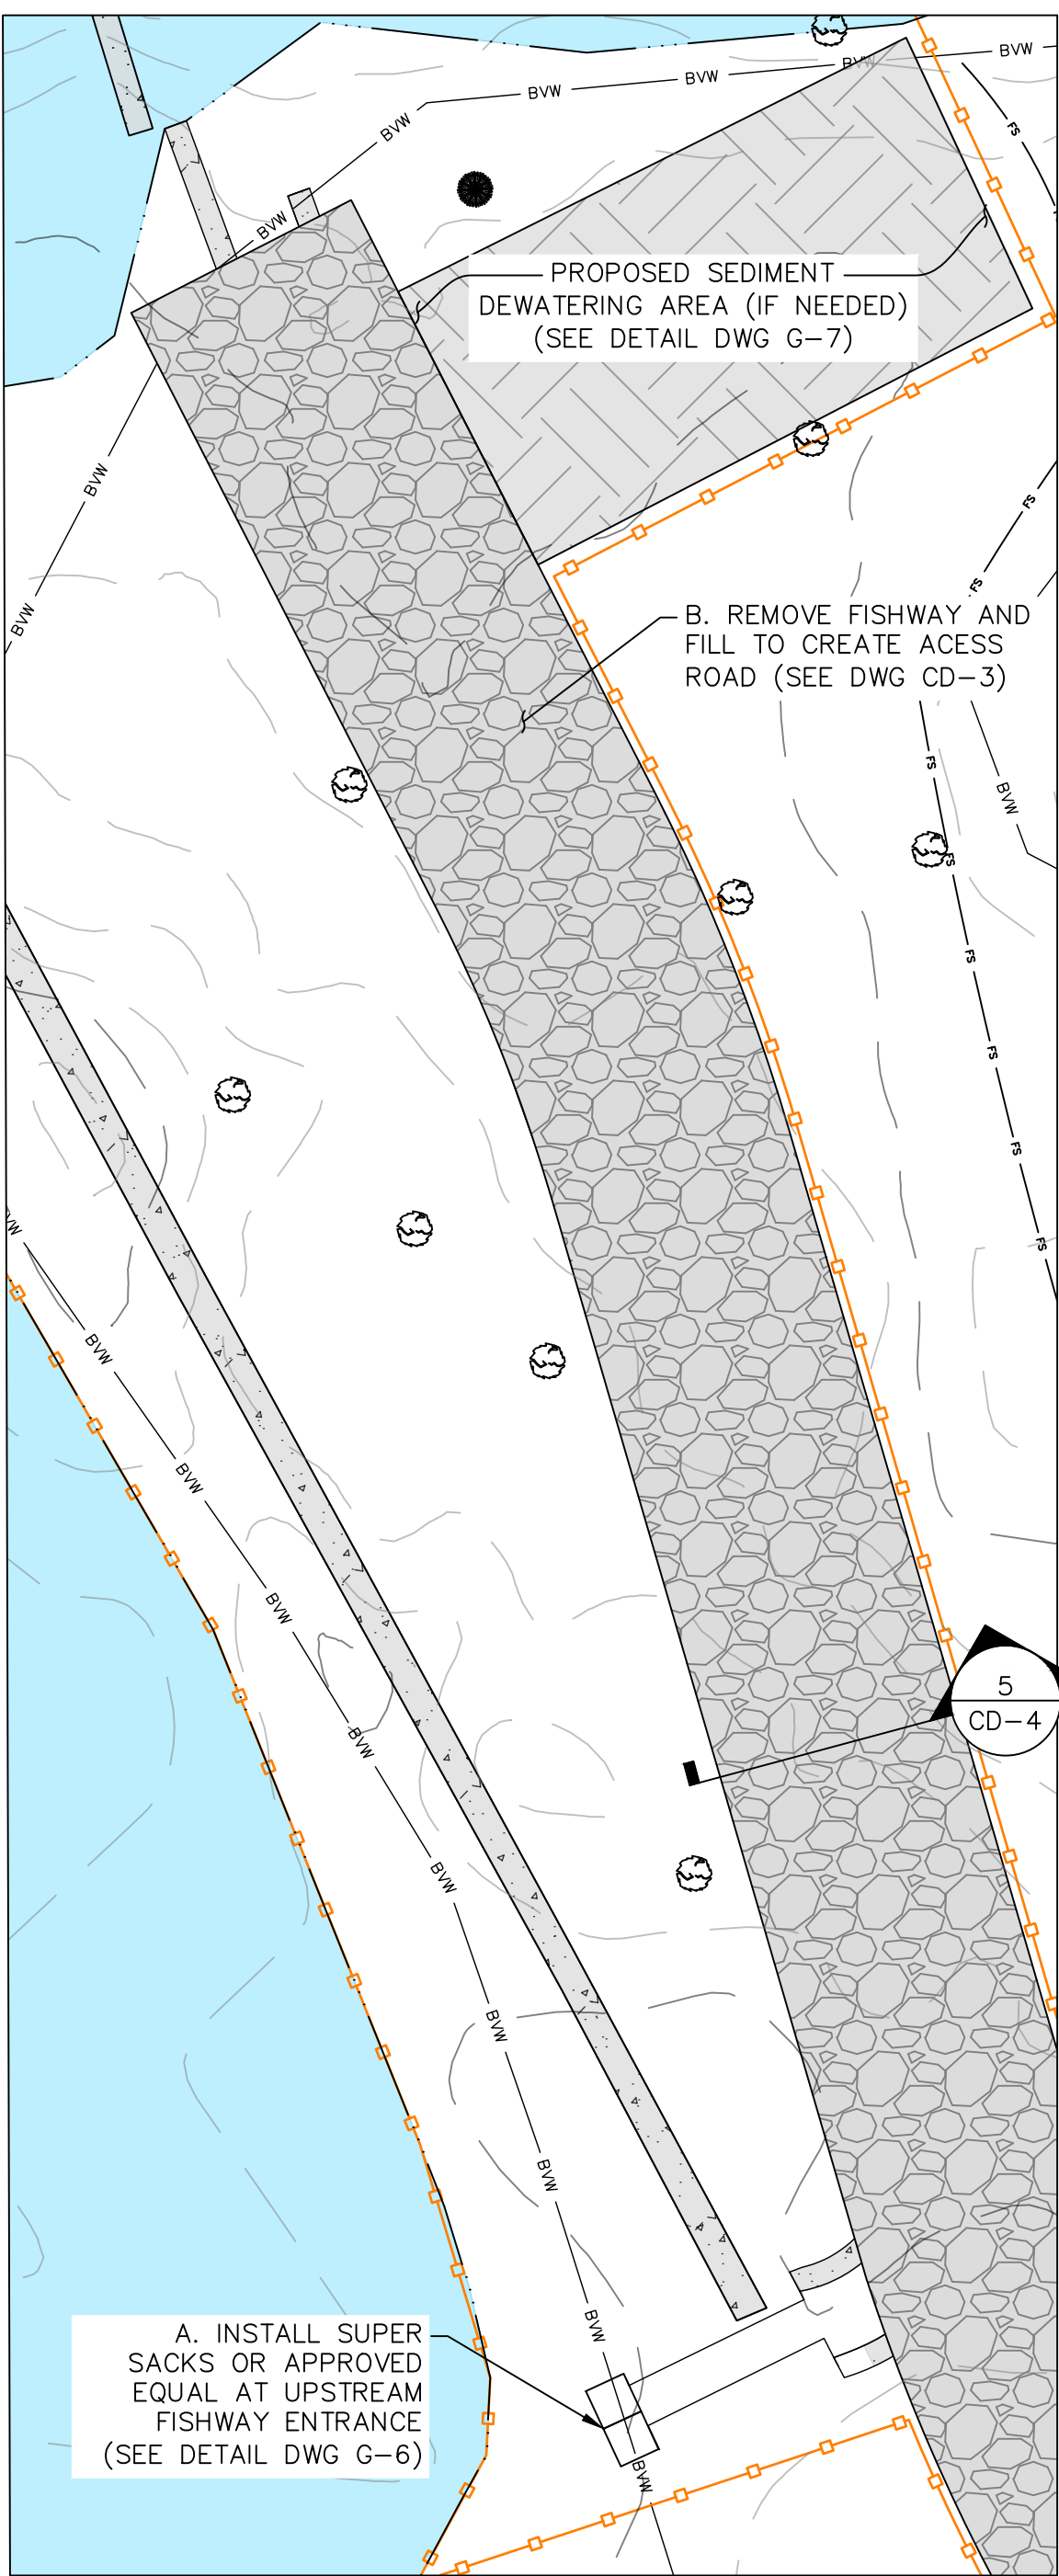 BVW
BVW
BVW
BVW
BVW
BVW
FS
PROPOSED SEDIMENT
DEWATERING AREA (IF NEEDED)
(SEE DETAIL DWG G-7)
BVW
FS
FS
BVW
B. REMOVE FISHWAY AND
FILL TO CREATE ACESS
ROAD (SEE DWG CD-3)
FS
BVW
FS
FS
FS
FS
BVW
FS
BVW
BVW
BVW
5
CD-4
BVW
BVW
BVW
BVW
BVW
A. INSTALL SUPER
SACKS OR APPROVED
EQUAL AT UPSTREAM
FISHWAY ENTRANCE
(SEE DETAIL DWG G-6)
BVW